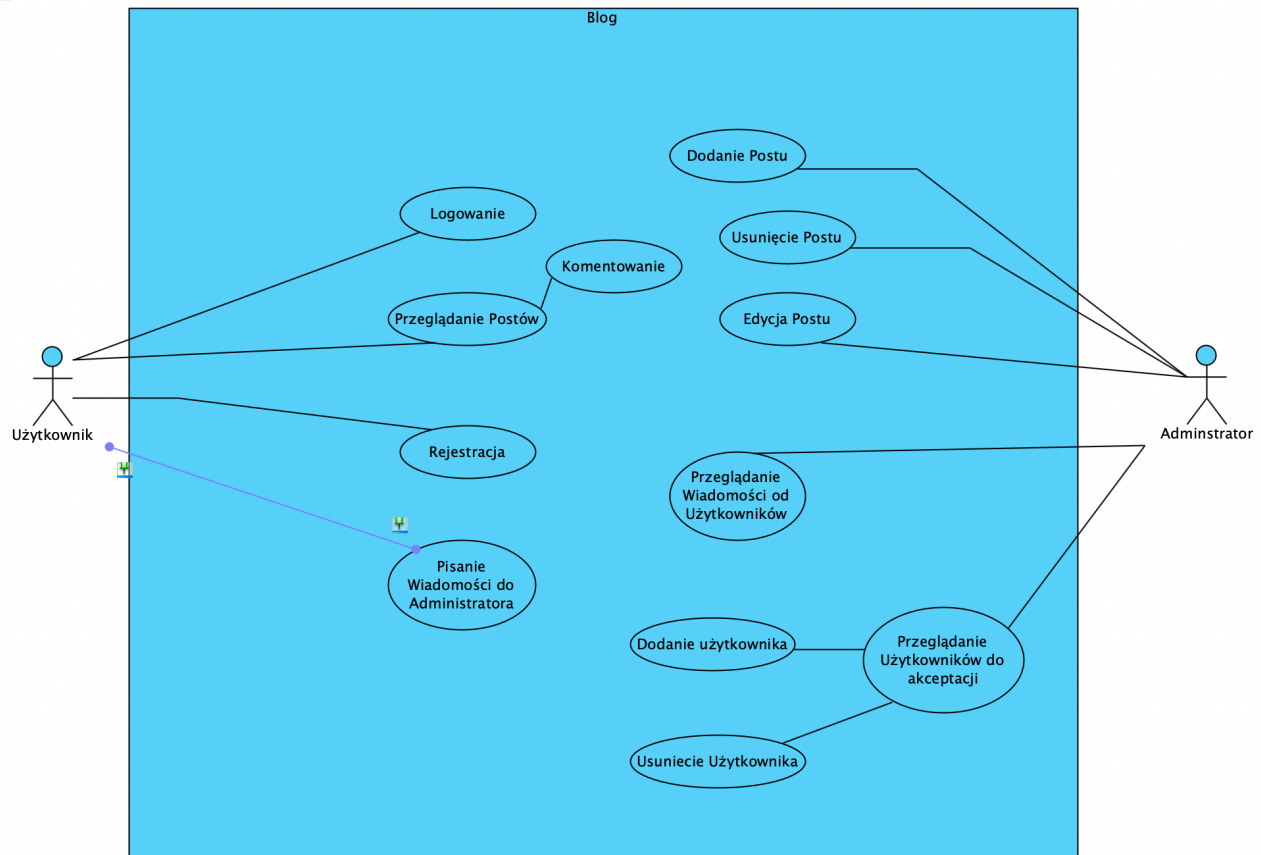 Blog
Dodanie Postu
Logowanie
Usunięcie Postu
Komentowanie
Przeglądanie Postów
Edycja Postu
Użytkownik
Adminstrator
Rejestracja
Przeglądanie
Wiadomości od
Użytkowników
Pisanie
Wiadomości do
Administratora
Dodanie użytkownika
Przeglądanie
Użytkowników do
akceptacji
Usuniecie Użytkownika